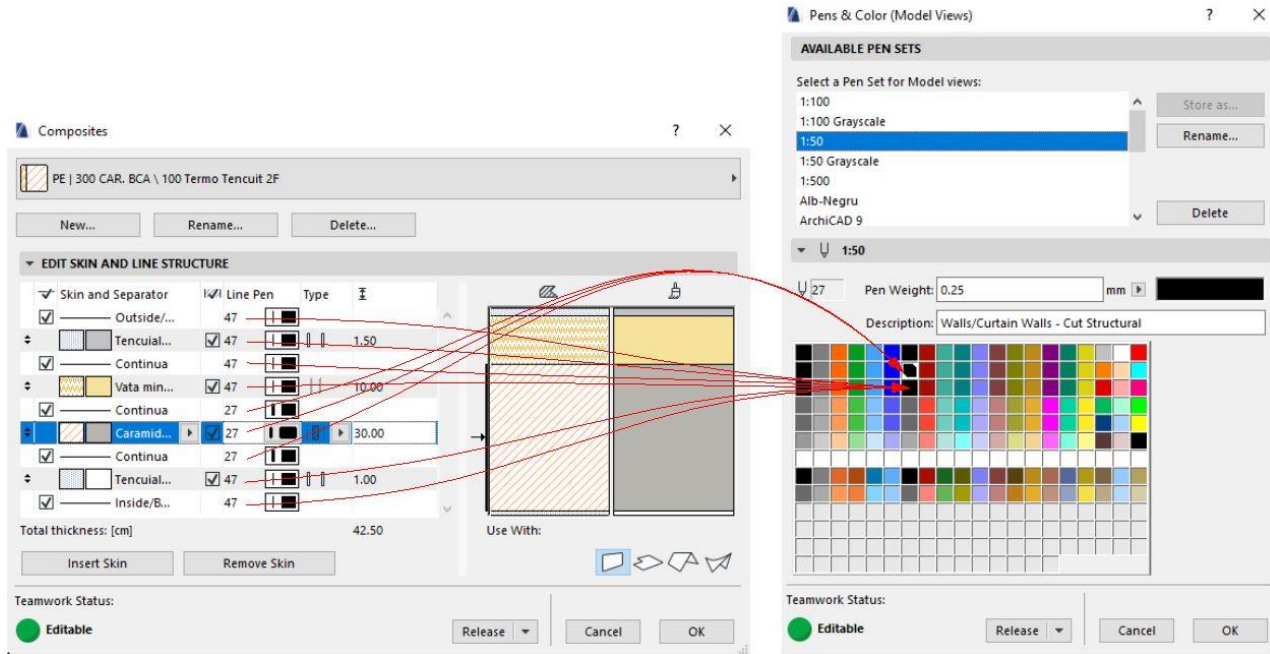 Composites
?
PE | 300 CAR. BCA \ 100 Termo Tencuit 2F
New...
Rename...
Delete...
EDIT SKIN AND LINE STRUCTURE
Skin and Separator Line Pen Type
Outside/... 47
Tencuial... 47 1.50
Continua 47
Vata min... 47 10.00
Continua 27
Caramid... 27 30.00
Continua 27
Tencuial... 47 1.00
Inside/B... 47
Total thickness: [cm] 42.50
Use With:
Insert Skin
Remove Skin
Teamwork Status:
Editable
Release
Cancel
OK
Pens & Color (Model Views)
?
AVAILABLE PEN SETS
Select a Pen Set for Model views:
1:100
1:100 Grayscale
1:50
1:50 Grayscale
1:500
Alb-Negru
ArchiCAD 9
Store as...
Rename...
Delete
1:50
27 Pen Weight: 0.25 mm
Description: Walls/Curtain Walls - Cut Structural
Teamwork Status:
Editable
Release
Cancel
OK